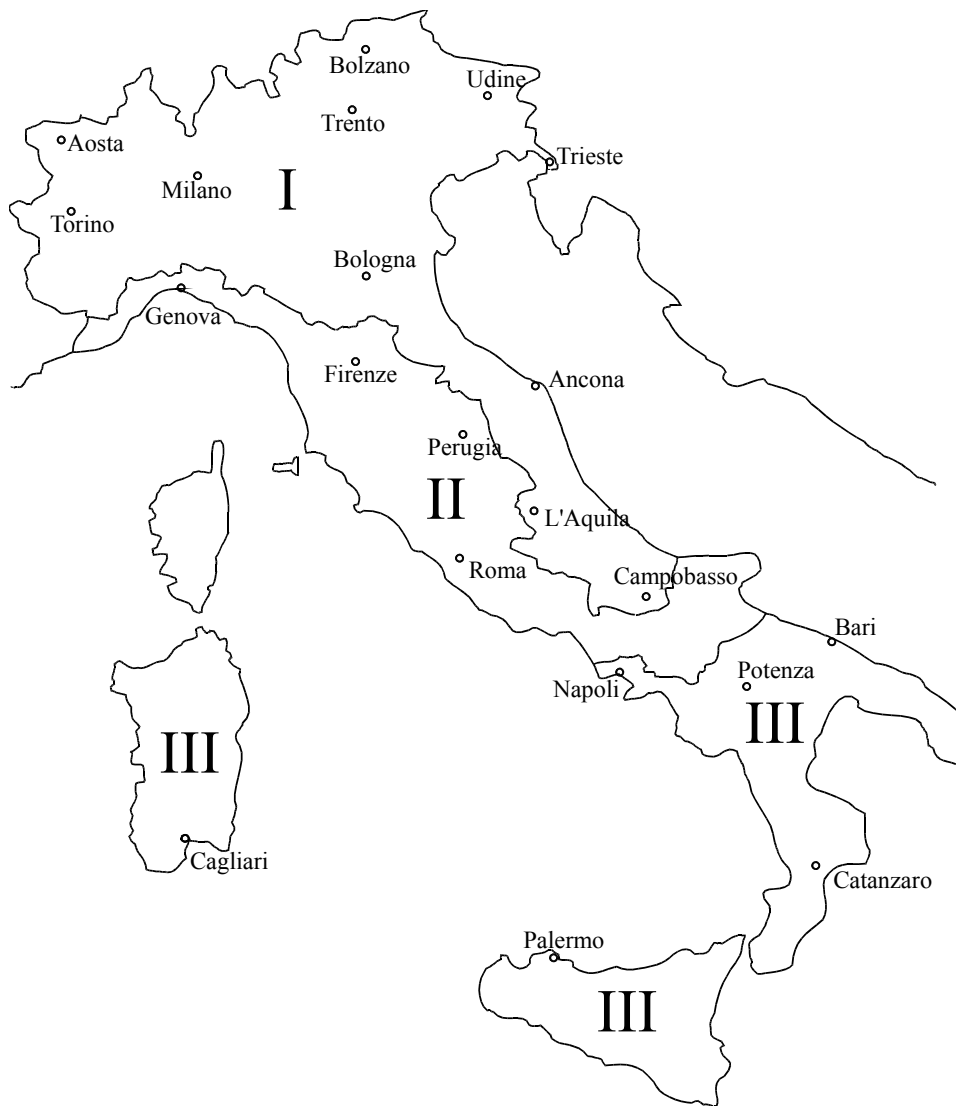 Bolzano
Udine
Trento
Aosta
Trieste
Milano
I
Torino
Bologna
Genova
Firenze
Ancona
Perugia
II
L'Aquila
Roma
Campobasso
Bari
Napoli
Potenza
III
III
Cagliari
Catanzaro
Palermo
III